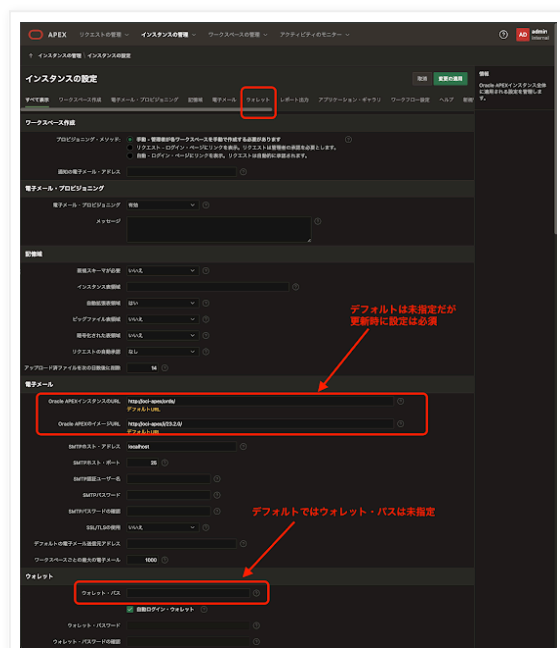 APEX リクエストの管理 インスタンスの管理 ワークスペースの管理 アクティビティのモニター AD admin internal
インスタンスの管理 インスタンスの設定
インスタンスの設定 取消 変更の適用
情報
Oracle APEXインスタンス全体に適用される設定を管理します。
すべて表示 ワークスペース作成 電子メール・プロビジョニング 記憶域 電子メール ウォレット レポート出力 アプリケーション・ギャラリ ワークフロー設定 ヘルプ
ワークスペース作成
プロビジョニング・メソッド 手動 - 管理者が各ワークスペースを手動で作成する必要があります
リクエスト - ログイン・ページにリンクを表示。リクエストは管理者の承認を必要とします。
自動 - ログイン・ページにリンクを表示。リクエストは自動的に承認されます。
通知の電子メール・アドレス
電子メール・プロビジョニング
電子メール・プロビジョニング 有効
メッセージ
記憶域
新規スキーマが必要 いいえ
インスタンス表領域
自動拡張表領域 はい
ビッグファイル表領域 いいえ
暗号化された表領域 いいえ
リクエストの自動承認 なし
アップロード済ファイルを次の日数後に削除 14
デフォルトは未指定だが
更新時に設定は必須
電子メール
Oracle APEXインスタンスのURL http://oci-apex/ords/
デフォルトURL
Oracle APEXのイメージURL http://oci-apex/i/23.2.0/
デフォルトURL
SMTPホスト・アドレス localhost
SMTPホスト・ポート 25
SMTP認証ユーザー名
SMTPパスワード
SMTPパスワードの確認
デフォルトではウォレット・パスは未指定
SSL/TLSの使用 いいえ
デフォルトの電子メール送信元アドレス
ワークスペースごとの最大の電子メール 1000
ウォレット
ウォレット・パス
自動ログイン・ウォレット
ウォレット・パスワード
ウォレット・パスワードの確認